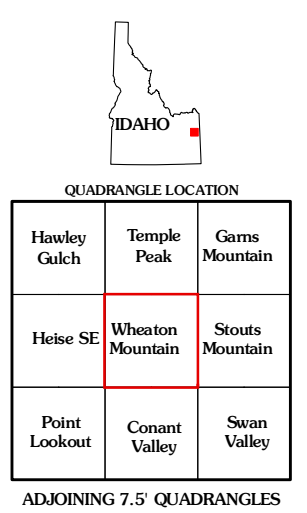 IDAHO
QUADRANGLE LOCATION
Hawley
Gulch
Temple
Peak
Garns
Mountain
Heise SE
Wheaton
Mountain
Stouts
Mountain
Point
Lookout
Conant
Valley
Swan
Valley
ADJOINING 7.5' QUADRANGLES